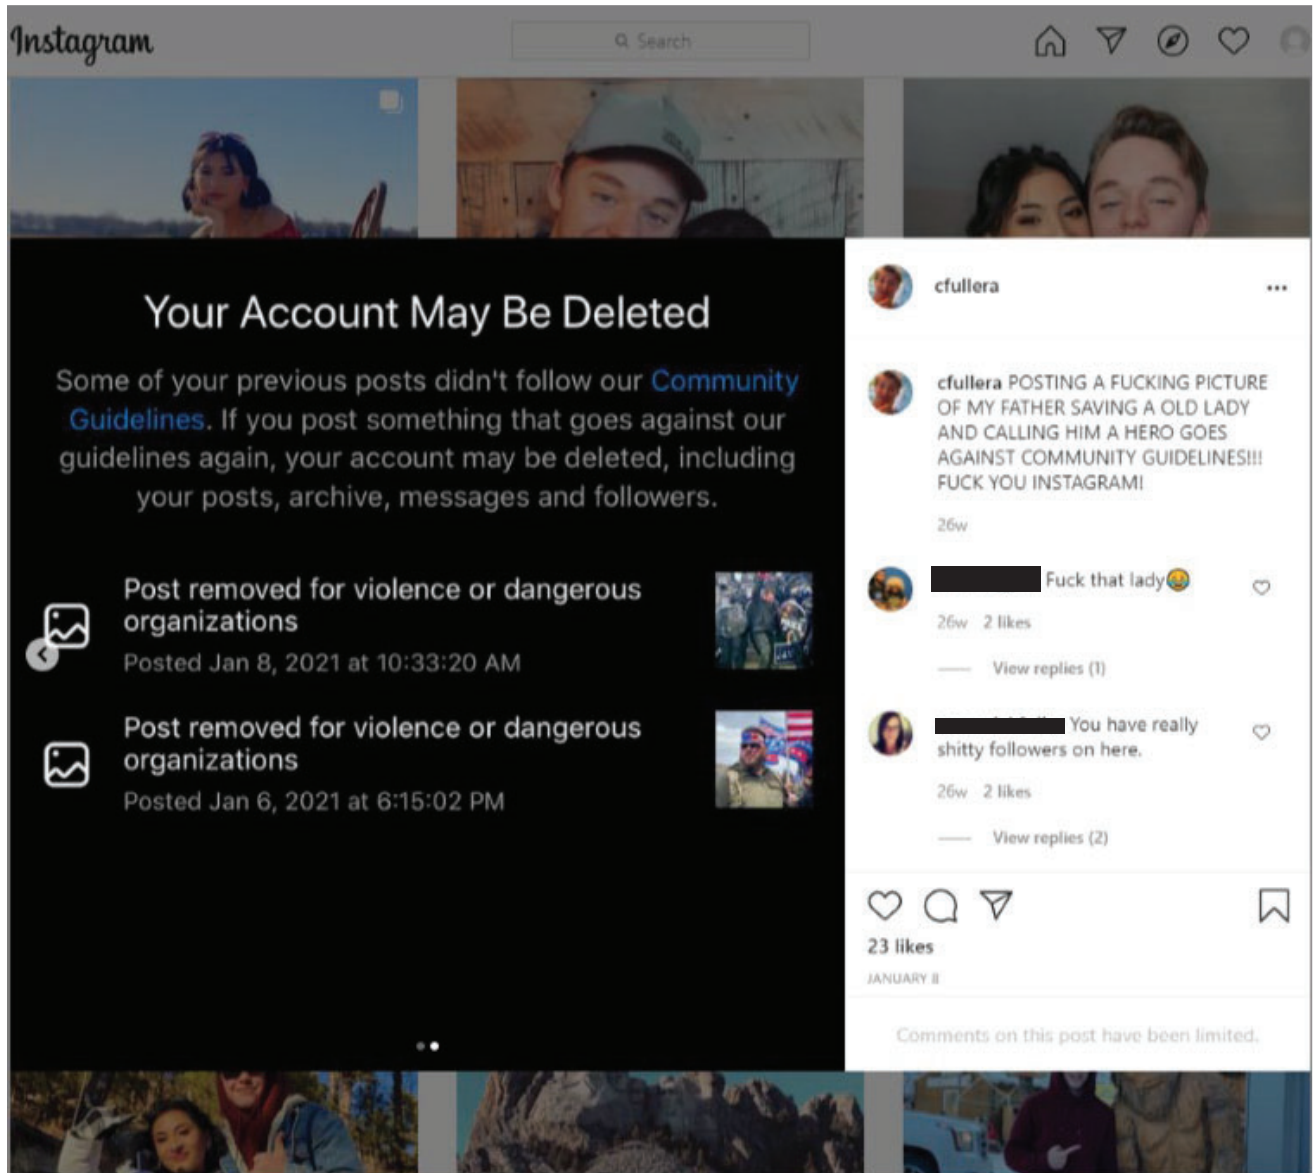 Instagram
Search
Your Account May Be Deleted
Some of your previous posts didn't follow our Community
Guidelines. If you post something that goes against our
guidelines again, your account may be deleted, including
your posts, archive, messages and followers.
Post removed for violence or dangerous
organizations
Posted Jan 8, 2021 at 10:33:20 AM
Post removed for violence or dangerous
organizations
Posted Jan 6, 2021 at 6:15:02 PM
cfullera
cfullera POSTING A FUCKING PICTURE
OF MY FATHER SAVING A OLD LADY
AND CALLING HIM A HERO GOES
AGAINST COMMUNITY GUIDELINES!!!
FUCK YOU INSTAGRAM!
26w
Fuck that lady😂
26w 2 likes
View replies (1)
You have really
shitty followers on here.
26w 2 likes
View replies (2)
23 likes
JANUARY 8
Comments on this post have been limited.